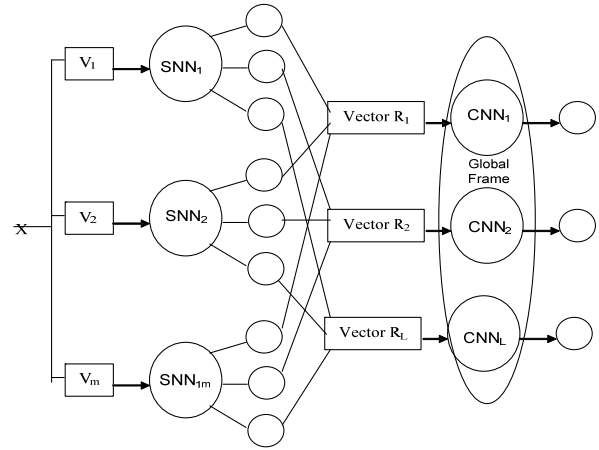 X
V1
SNN1
Vector R1
CNN1
Global
Frame
V2
SNN2
Vector R2
CNN2
Vm
SNN1m
Vector RL
CNNL